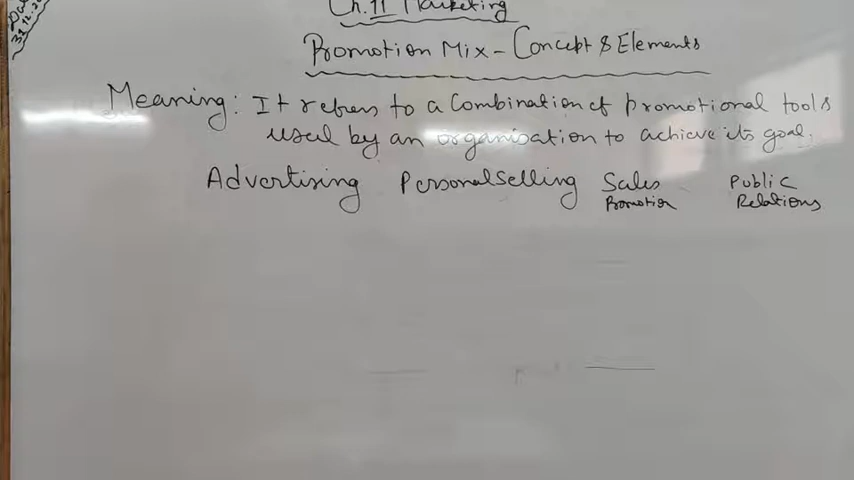 Ch.11 Marketing
Promotion Mix - Concept & Elements
Meaning: It refers to a Combination of promotional tools
used by an organisation to achieve its goal.
Advertising Personal Selling Sales Promotion Public Relations